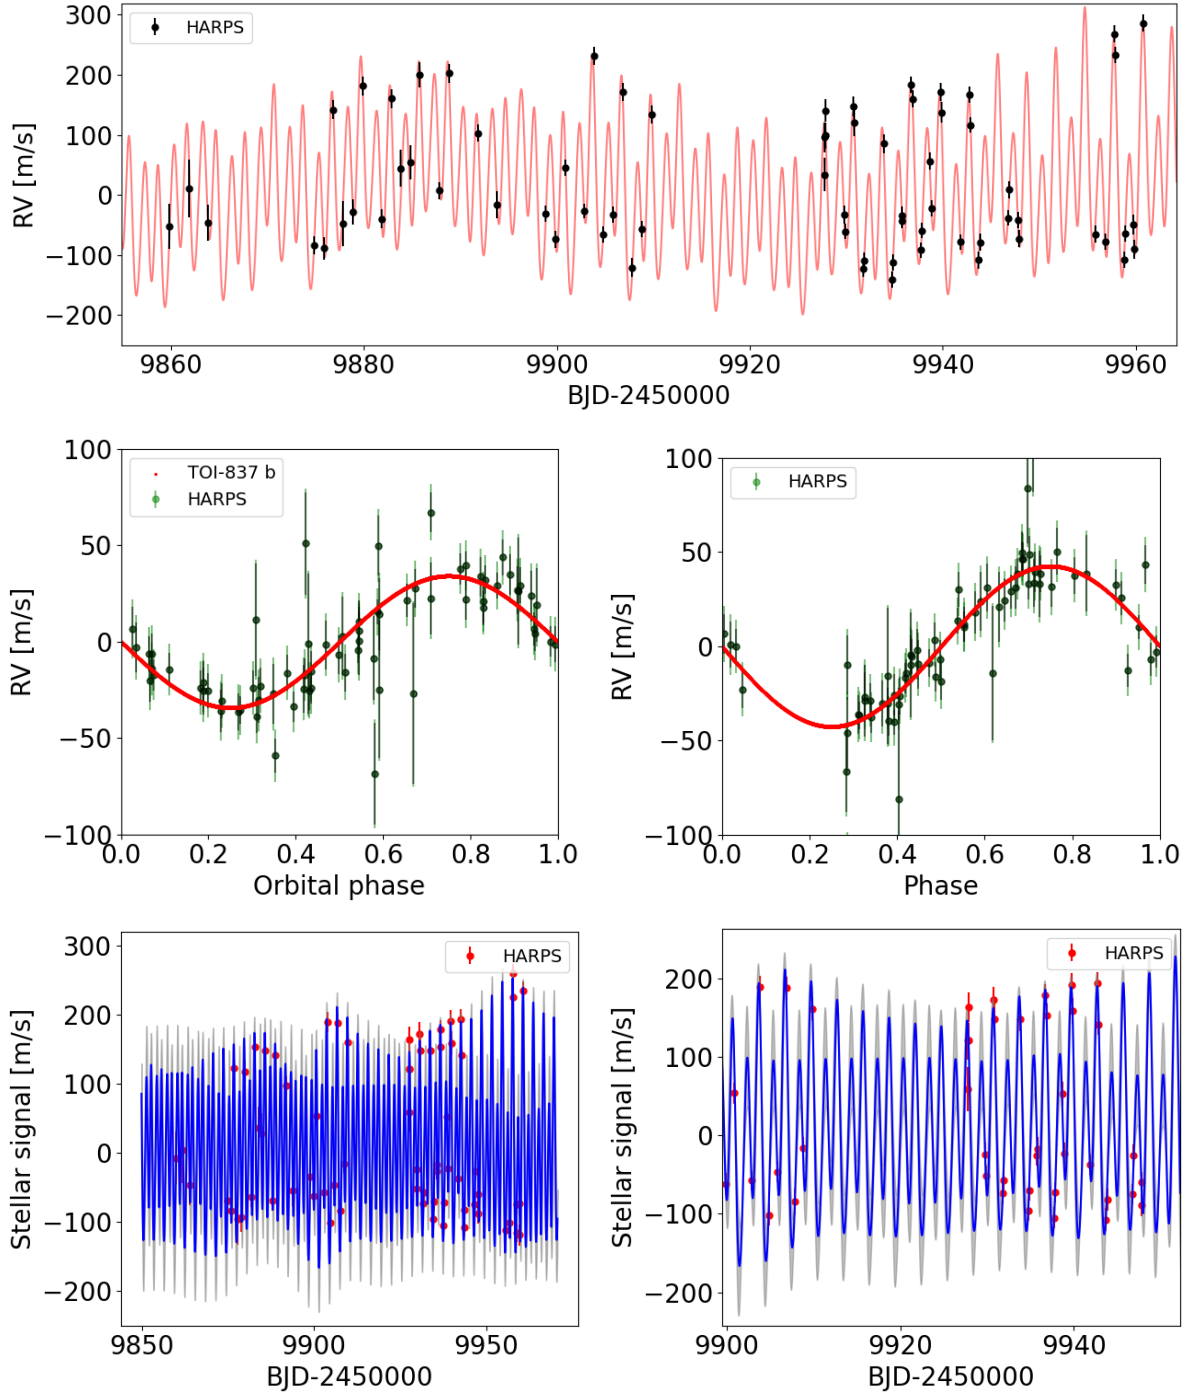 300
200
100
0
−100
−200
RV [m/s]
HARPS
9860 9880 9900 9920 9940 9960
BJD-2450000
100
50
0
−50
−100
RV [m/s]
TOI-837 b
HARPS
0.0 0.2 0.4 0.6 0.8 1.0
Orbital phase
100
50
0
−50
−100
RV [m/s]
HARPS
0.0 0.2 0.4 0.6 0.8 1.0
Phase
300
200
100
0
−100
−200
Stellar signal [m/s]
HARPS
9850 9900 9950
BJD-2450000
200
100
0
−100
−200
Stellar signal [m/s]
HARPS
9900 9920 9940
BJD-2450000